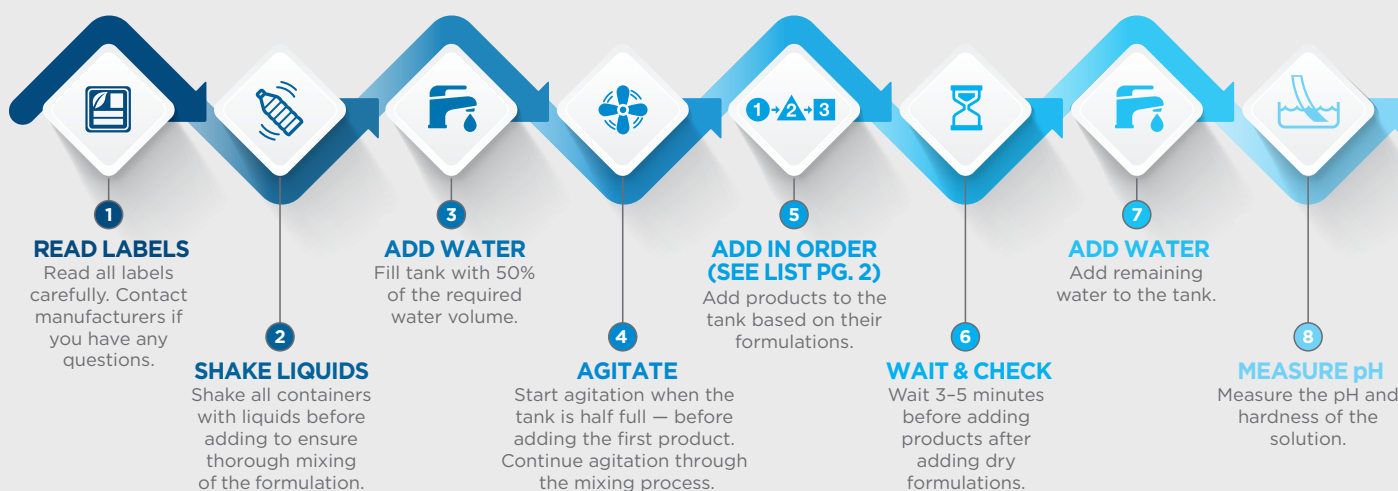 1
READ LABELS
Read all labels
carefully. Contact
manufacturers if
you have any
questions.
2
SHAKE LIQUIDS
Shake all containers
with liquids before
adding to ensure
thorough mixing
of the formulation.
3
ADD WATER
Fill tank with 50%
of the required
water volume.
4
AGITATE
Start agitation when the
tank is half full — before
adding the first product.
Continue agitation through
the mixing process.
1 2 3
5
ADD IN ORDER
(SEE LIST PG. 2)
Add products to the
tank based on their
formulations.
6
WAIT & CHECK
Wait 3–5 minutes
before adding
products after
adding dry
formulations.
7
ADD WATER
Add remaining
water to the tank.
8
MEASURE pH
Measure the pH and
hardness of the
solution.